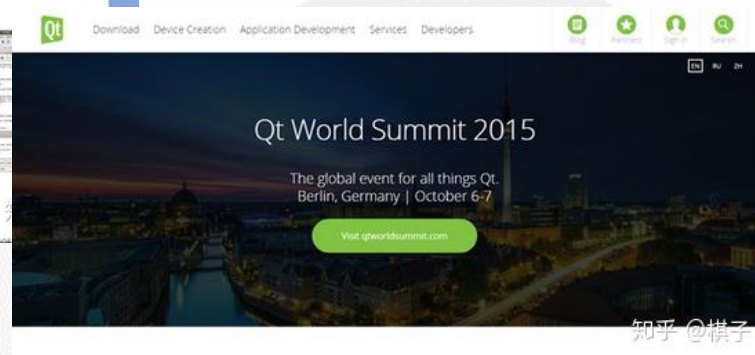 Qt
Download Device Creation Application Development Services Developers
Blog Partners Sign in Search
EN RU ZH
Qt World Summit 2015
The global event for all things Qt.
Berlin, Germany | October 6-7
Visit qtworldsummit.com
知乎 @棋子